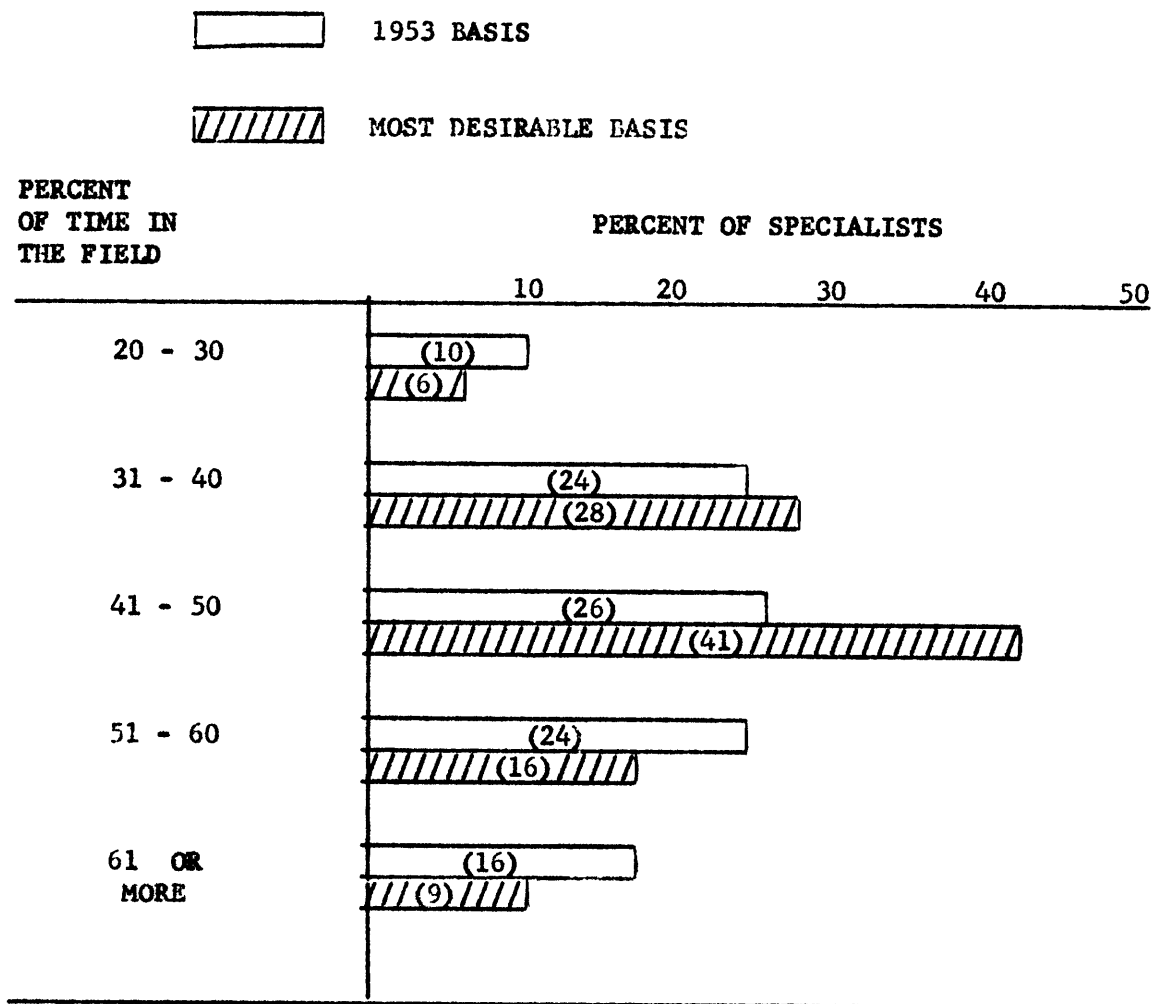 1953 BASIS
MOST DESIRABLE BASIS
PERCENT
OF TIME IN
THE FIELD
PERCENT OF SPECIALISTS
10 20 30 40 50
20 - 30
(10)
(6)
31 - 40
(24)
(28)
41 - 50
(26)
(41)
51 - 60
(24)
(16)
61 OR
MORE
(16)
(9)